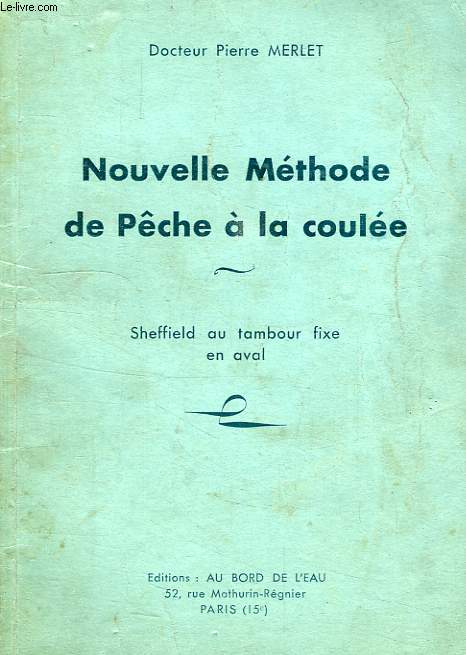 Le-livre.com
Docteur Pierre MERLET
Nouvelle Méthode
de Pêche à la coulée
Sheffield au tambour fixe
en aval
Editions : AU BORD DE L'EAU
52, rue Mathurin-Régnier
PARIS (15e)